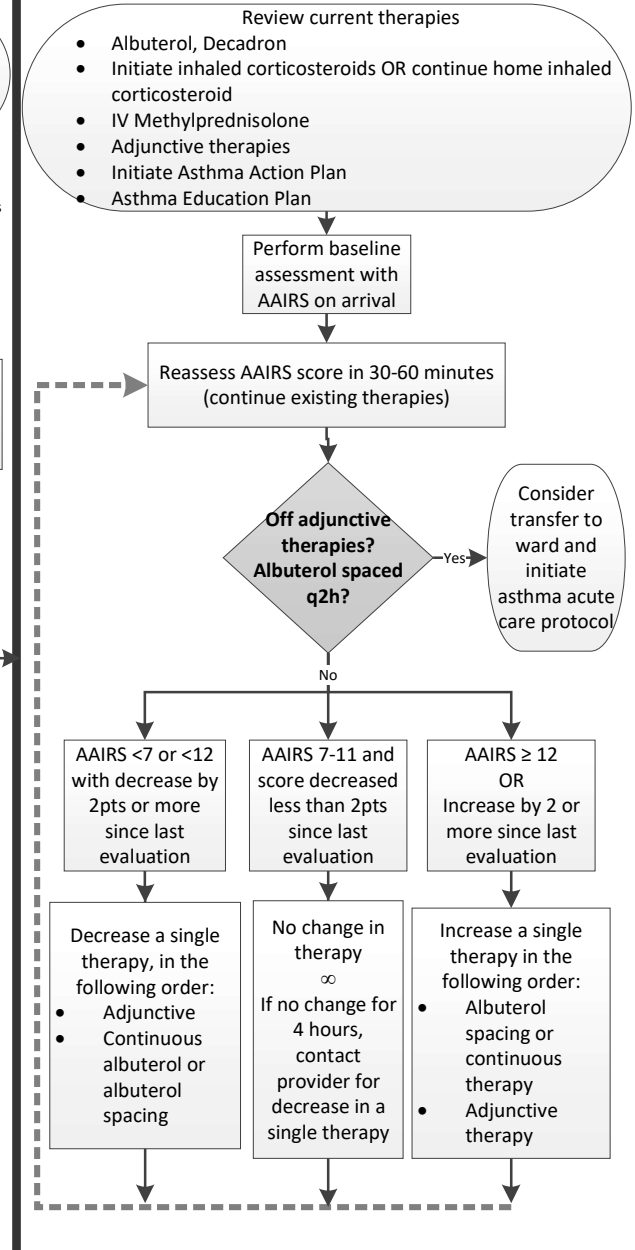 Review current therapies
• Albuterol, Decadron
• Initiate inhaled corticosteroids OR continue home inhaled
corticosteroid
• IV Methylprednisolone
• Adjunctive therapies
• Initiate Asthma Action Plan
• Asthma Education Plan
Perform baseline
assessment with
AAIRS on arrival
Reassess AAIRS score in 30-60 minutes
(continue existing therapies)
Off adjunctive
therapies?
Albuterol spaced
q2h?
Yes
Consider
transfer to
ward and
initiate
asthma acute
care protocol
No
AAIRS <7 or <12
with decrease by
2pts or more
since last
evaluation
AAIRS 7-11 and
score decreased
less than 2pts
since last
evaluation
AAIRS ≥ 12
OR
Increase by 2 or
more since last
evaluation
Decrease a single
therapy, in the
following order:
• Adjunctive
• Continuous
albuterol or
albuterol
spacing
No change in
therapy
∞
If no change for
4 hours,
contact
provider for
decrease in a
single therapy
Increase a single
therapy in the
following order:
• Albuterol
spacing or
continuous
therapy
• Adjunctive
therapy